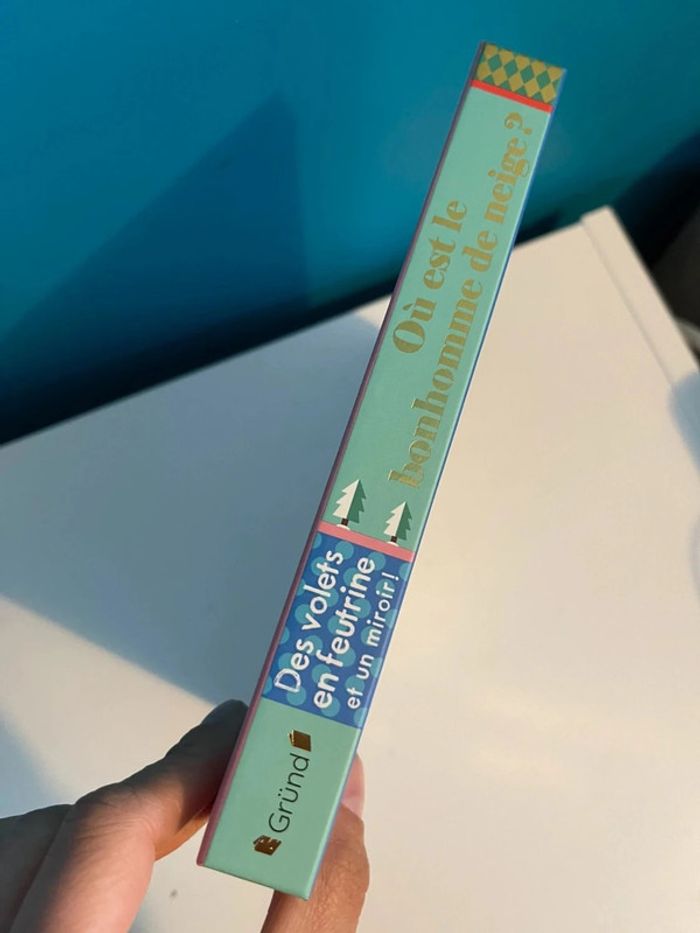 Où est le
bonhomme de neige ?
Des volets
en feutrine
et un miroir !
Gründ